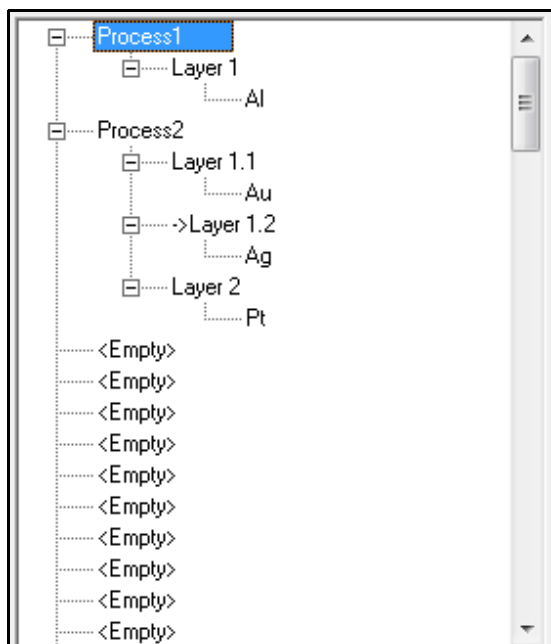 Process1
Layer 1
Al
Process2
Layer 1.1
Au
->Layer 1.2
Ag
Layer 2
Pt
<Empty>
<Empty>
<Empty>
<Empty>
<Empty>
<Empty>
<Empty>
<Empty>
<Empty>
<Empty>